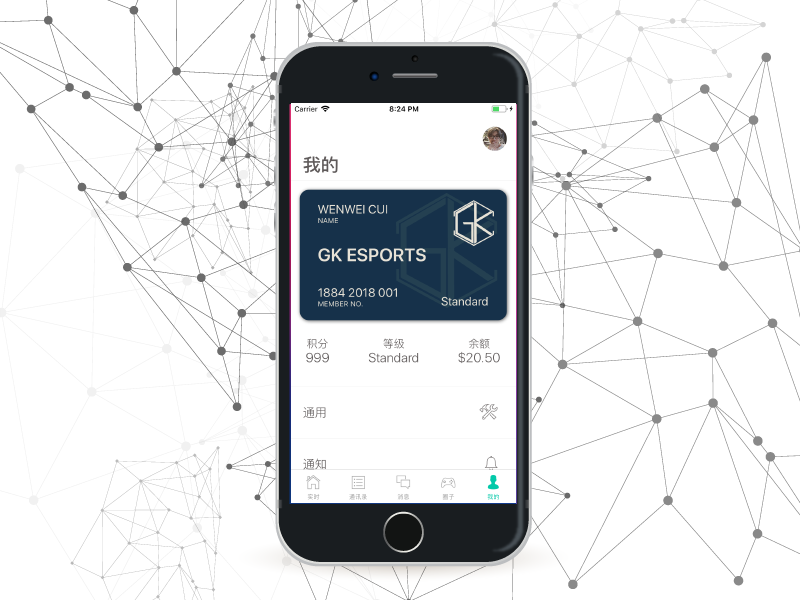 Carrier 8:24 PM
我的
WENWEI CUI
NAME
GK
GK ESPORTS
1884 2018 001
MEMBER NO.
Standard
积分 等级 余额
999 Standard $20.50
通用
通知
实时 通讯录 消息 圈子 我的